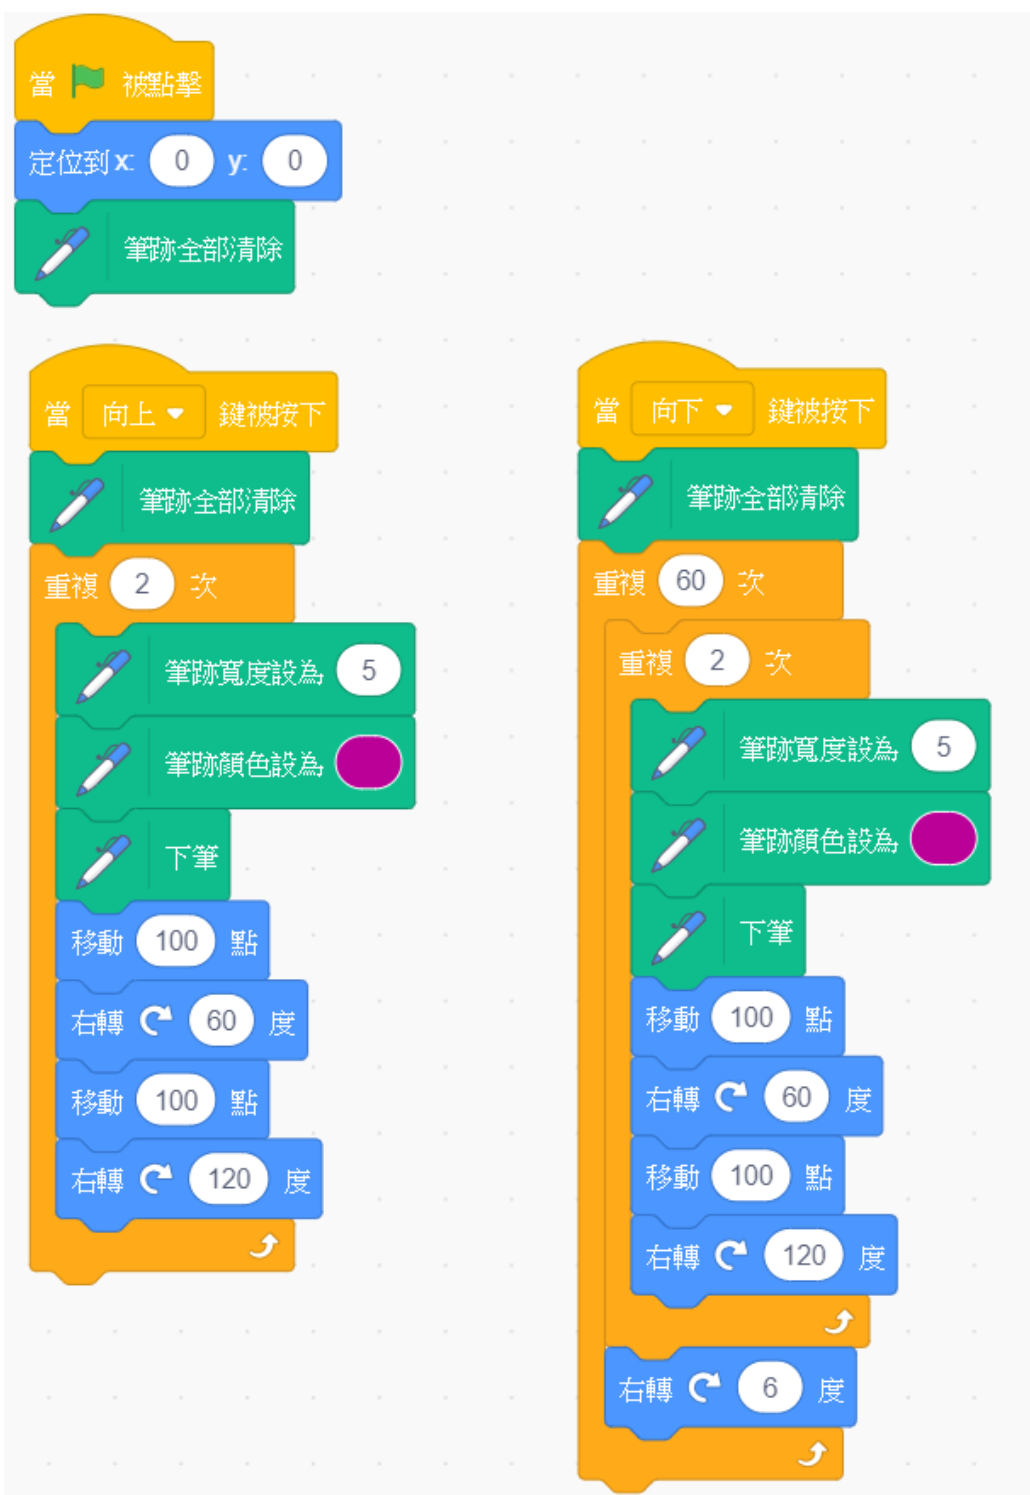 當 被點擊
定位到 x: 0 y: 0
筆跡全部清除
當 向上 鍵被按下
筆跡全部清除
重複 2 次
筆跡寬度設為 5
筆跡顏色設為
下筆
移動 100 點
右轉 60 度
移動 100 點
右轉 120 度
當 向下 鍵被按下
筆跡全部清除
重複 60 次
重複 2 次
筆跡寬度設為 5
筆跡顏色設為
下筆
移動 100 點
右轉 60 度
移動 100 點
右轉 120 度
右轉 6 度